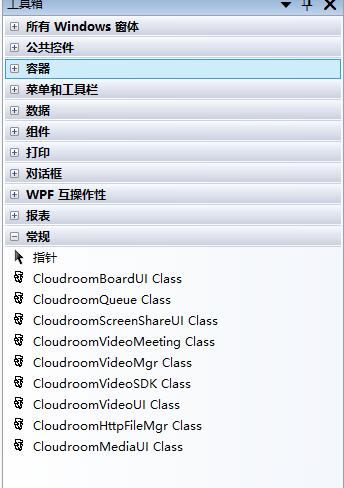 工具箱
所有 Windows 窗体
公共控件
容器
菜单和工具栏
数据
组件
打印
对话框
WPF 互操作性
报表
常规
指针
CloudroomBoardUI Class
CloudroomQueue Class
CloudroomScreenShareUI Class
CloudroomVideoMeeting Class
CloudroomVideoMgr Class
CloudroomVideoSDK Class
CloudroomVideoUI Class
CloudroomHttpFileMgr Class
CloudroomMediaUI Class